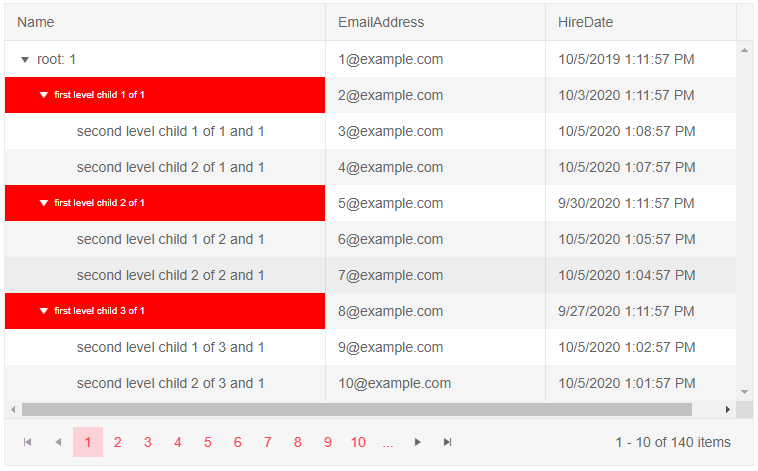 Name EmailAddress HireDate
root: 1 1@example.com 10/5/2019 1:11:57 PM
first level child 1 of 1 2@example.com 10/3/2020 1:11:57 PM
second level child 1 of 1 and 1 3@example.com 10/5/2020 1:08:57 PM
second level child 2 of 1 and 1 4@example.com 10/5/2020 1:07:57 PM
first level child 2 of 1 5@example.com 9/30/2020 1:11:57 PM
second level child 1 of 2 and 1 6@example.com 10/5/2020 1:05:57 PM
second level child 2 of 2 and 1 7@example.com 10/5/2020 1:04:57 PM
first level child 3 of 1 8@example.com 9/27/2020 1:11:57 PM
second level child 1 of 3 and 1 9@example.com 10/5/2020 1:02:57 PM
second level child 2 of 3 and 1 10@example.com 10/5/2020 1:01:57 PM
1 2 3 4 5 6 7 8 9 10 ... 1 - 10 of 140 items